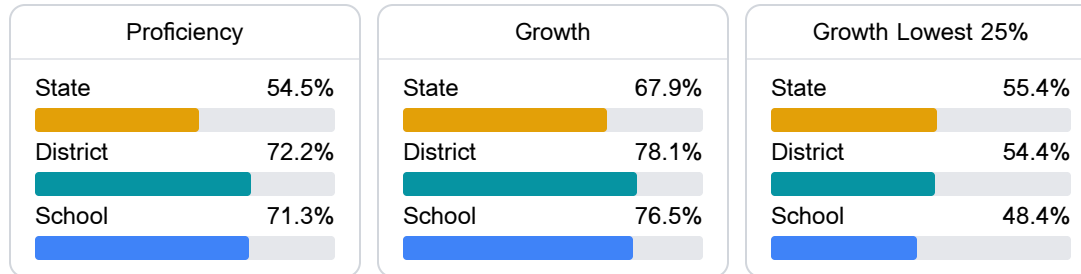 Proficiency
State 54.5%
District 72.2%
School 71.3%
Growth
State 67.9%
District 78.1%
School 76.5%
Growth Lowest 25%
State 55.4%
District 54.4%
School 48.4%